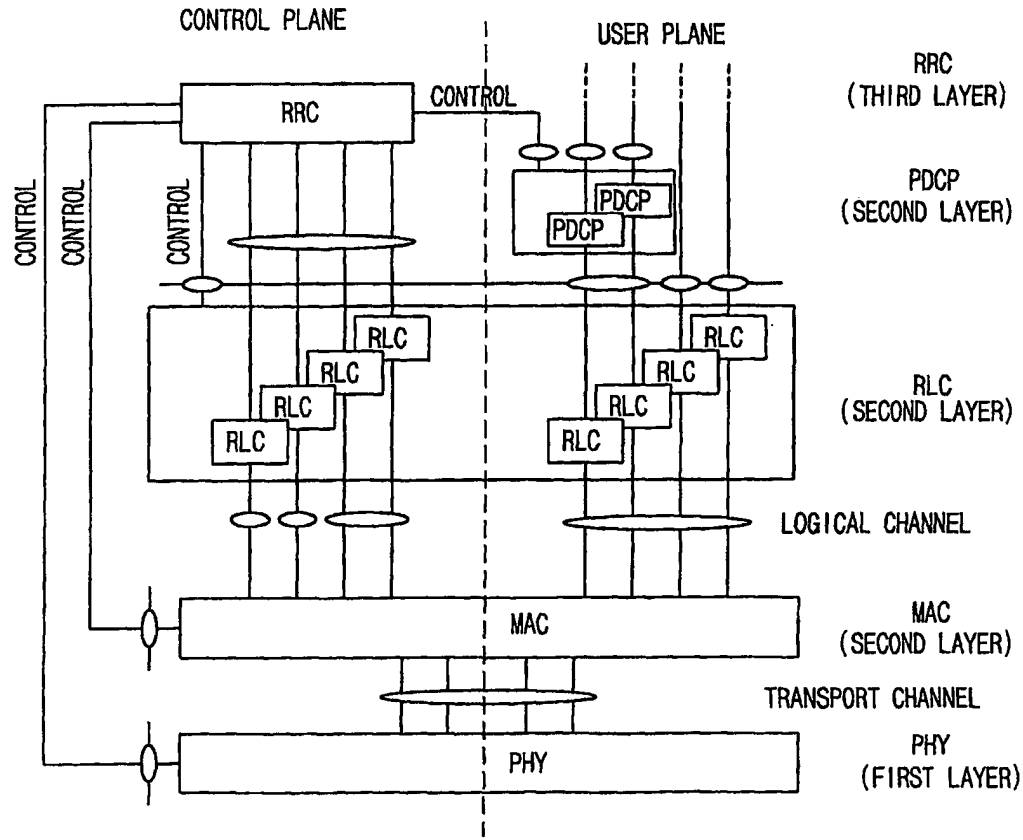 CONTROL PLANE
USER PLANE
RRC
(THIRD LAYER)
RRC
CONTROL
CONTROL
CONTROL
CONTROL
PDCP
PDCP
PDCP
(SECOND LAYER)
RLC
RLC
RLC
RLC
RLC
RLC
RLC
RLC
RLC
(SECOND LAYER)
LOGICAL CHANNEL
MAC
MAC
(SECOND LAYER)
TRANSPORT CHANNEL
PHY
PHY
(FIRST LAYER)